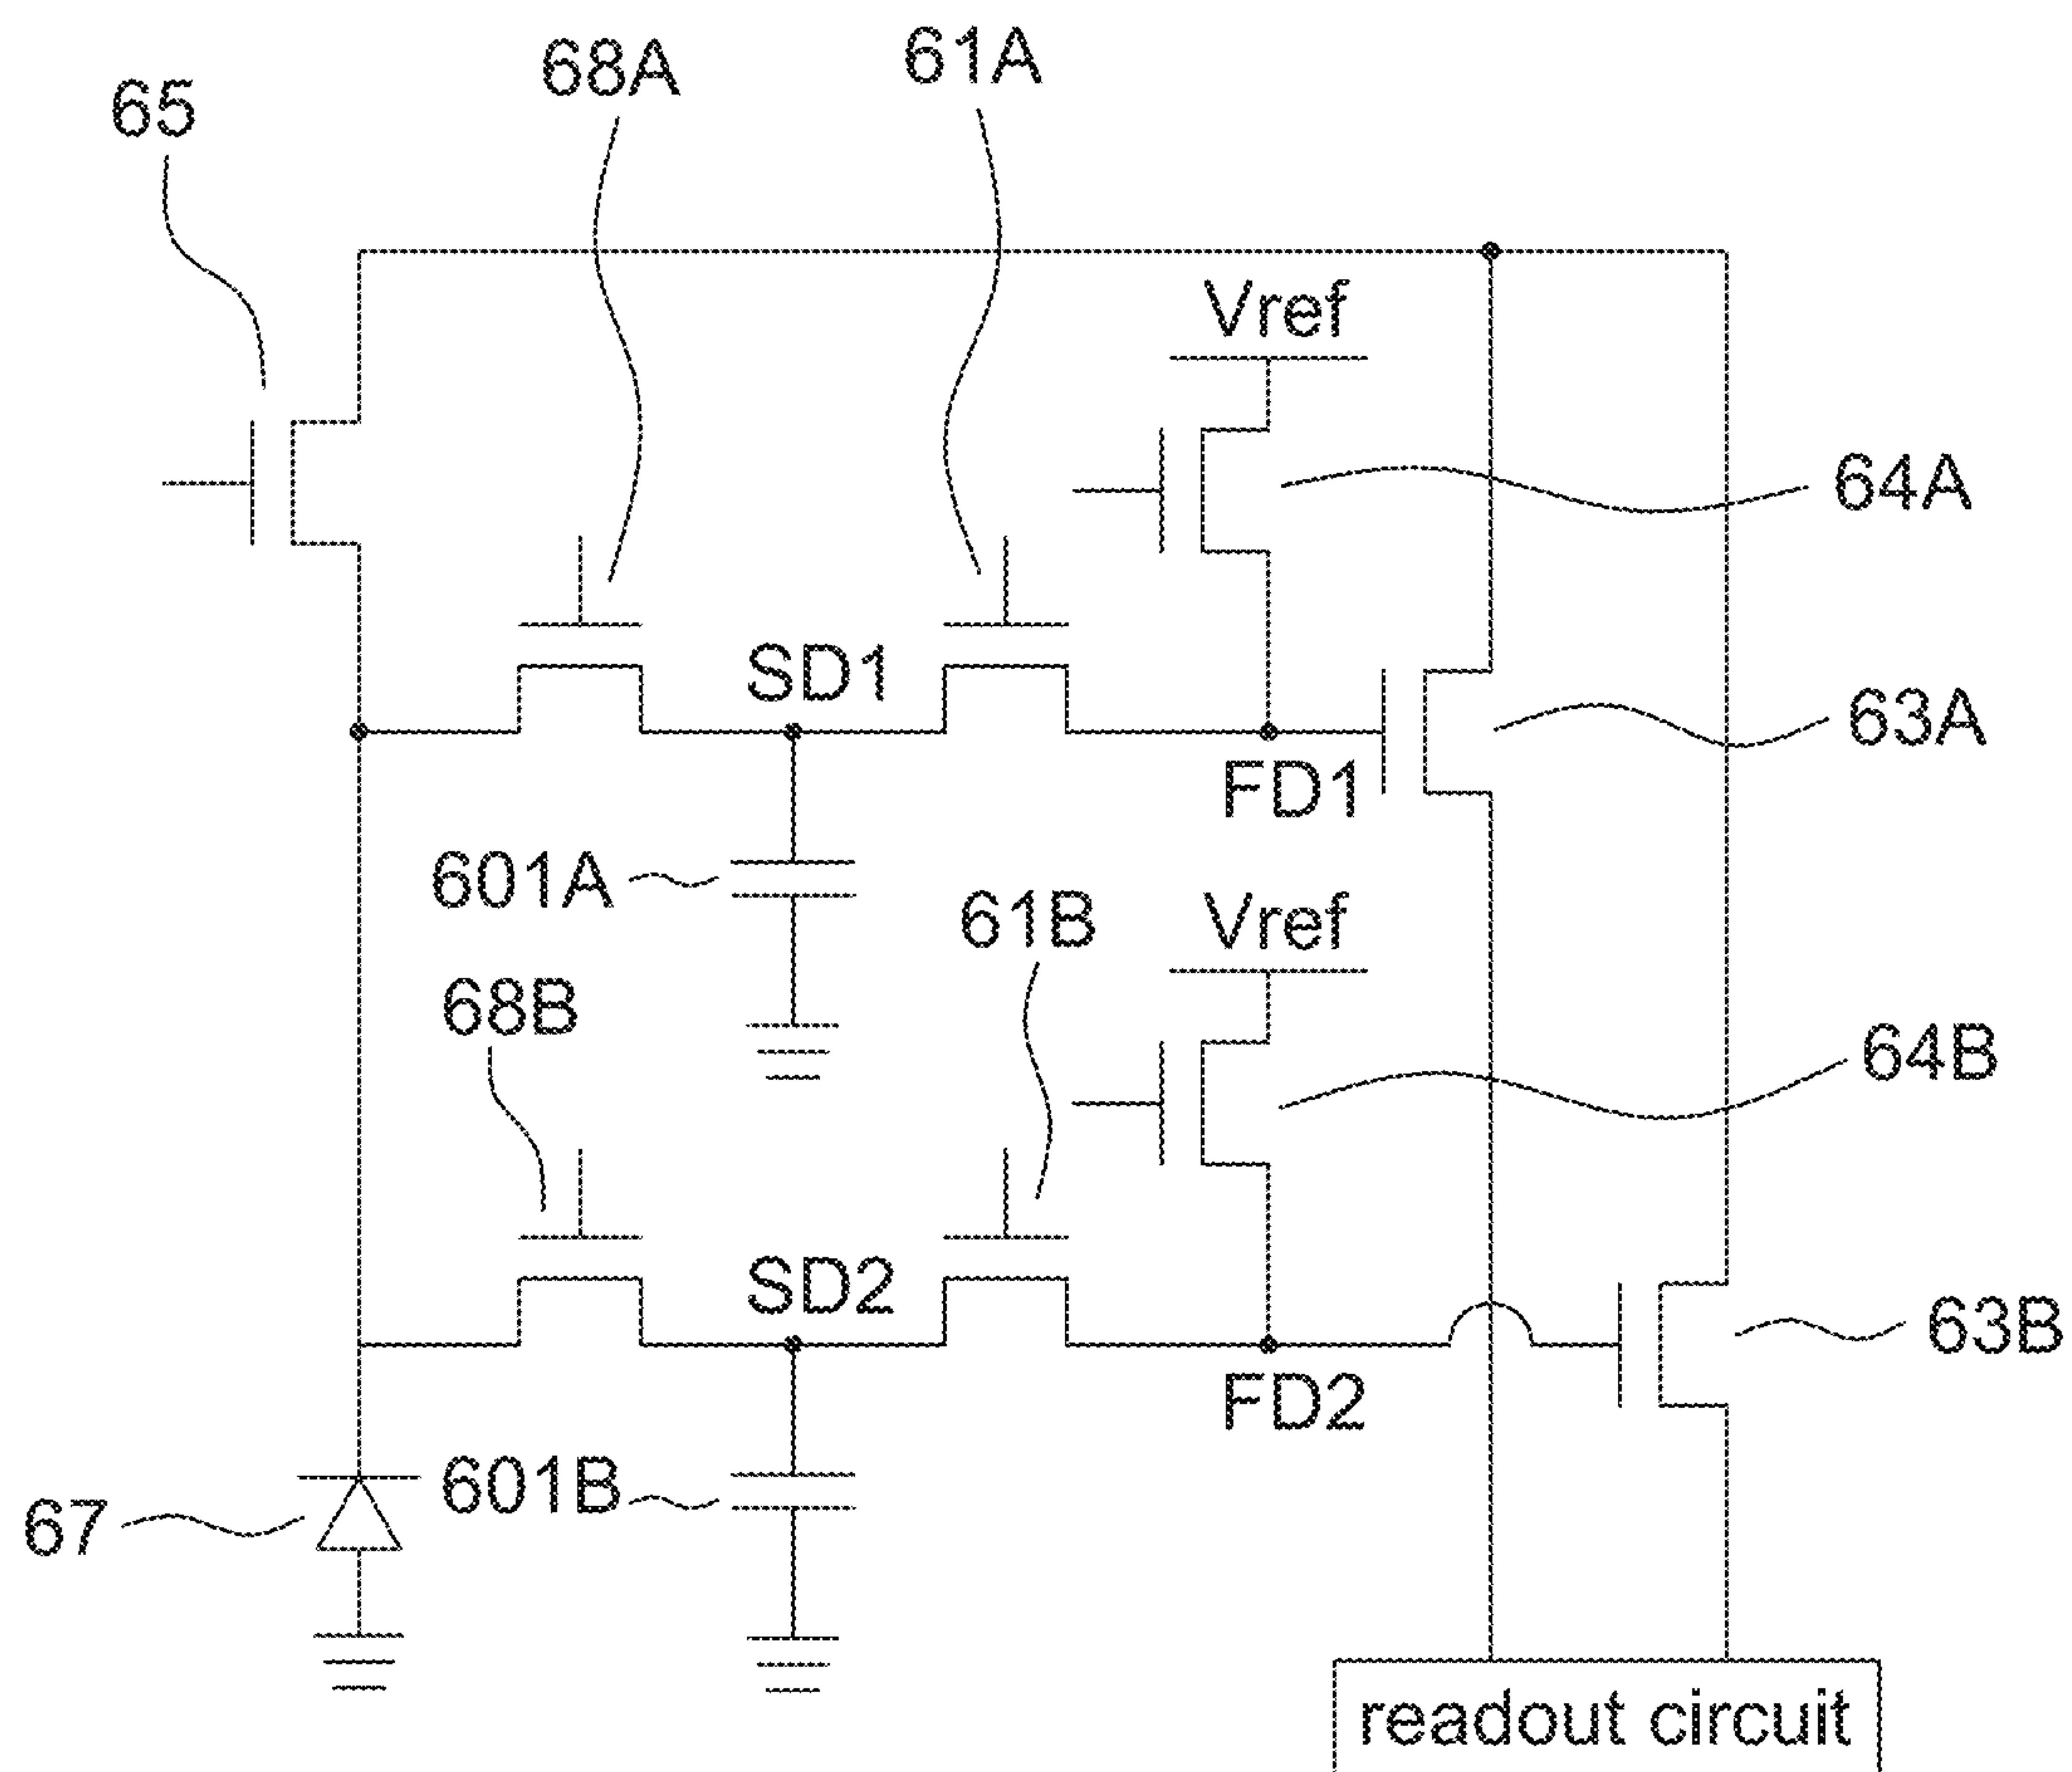 61A
68A
65
Vref
64A
SD1
63A
FD1
601A
61B
Vref
68B
64B
SD2
63B
FD2
601B
67
readout circuit